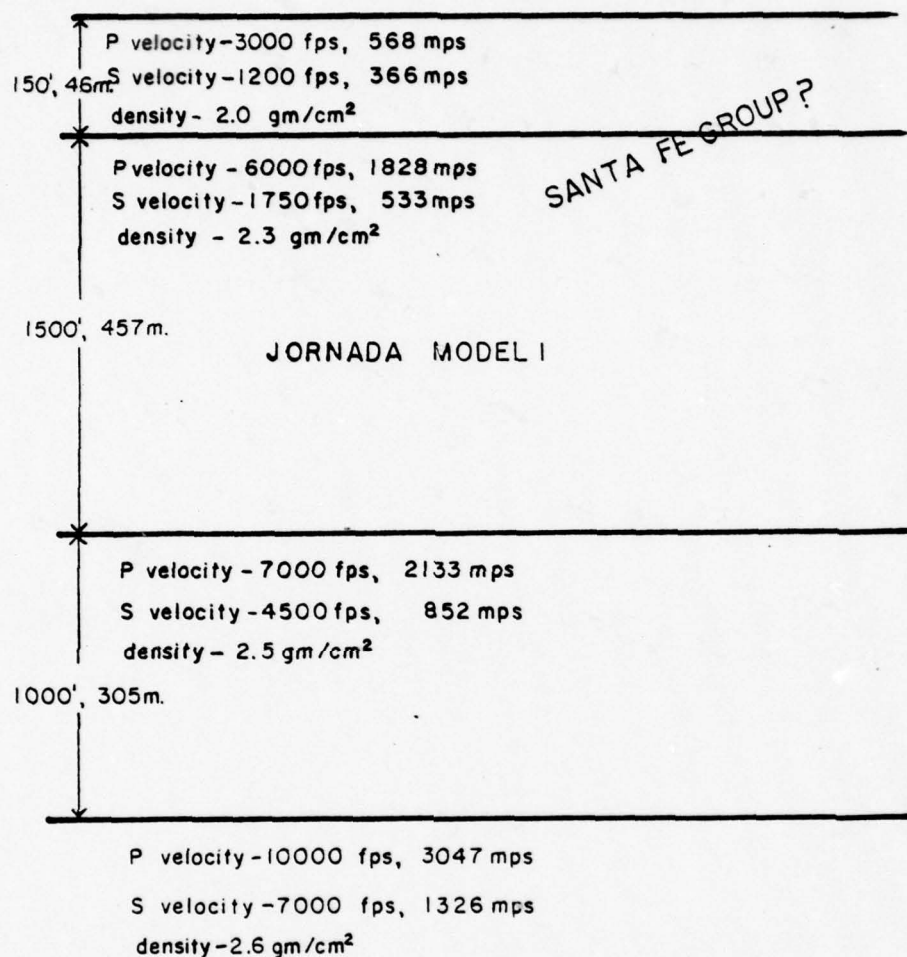 P velocity-3000 fps, 568 mps
150', 46m.
S velocity-1200 fps, 366 mps
density- 2.0 gm/cm²
SANTA FE GROUP?
P velocity - 6000 fps, 1828 mps
S velocity-1750 fps, 533 mps
density - 2.3 gm/cm²
1500', 457m.
JORNADA MODEL I
P velocity - 7000 fps, 2133 mps
S velocity -4500 fps, 852 mps
density - 2.5 gm/cm²
1000', 305m.
P velocity-10000 fps, 3047 mps
S velocity-7000 fps, 1326 mps
density-2.6 gm/cm²